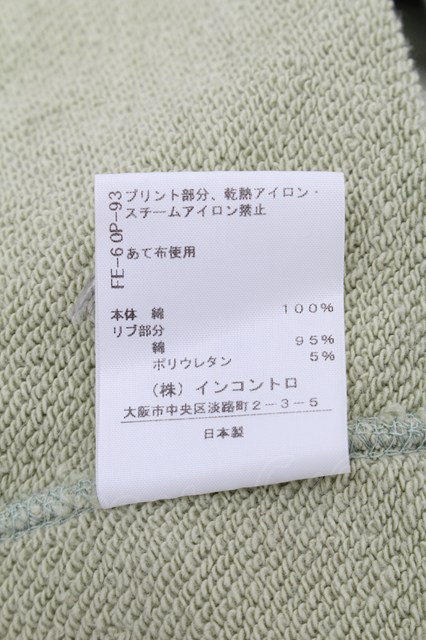 FE-60P-93
プリント部分、乾熱アイロン・
スチームアイロン禁止
あて布使用
本体 綿 100%
リブ部分
綿 95%
ポリウレタン 5%
(株) インコントロ
大阪市中央区淡路町2-3-5
日本製